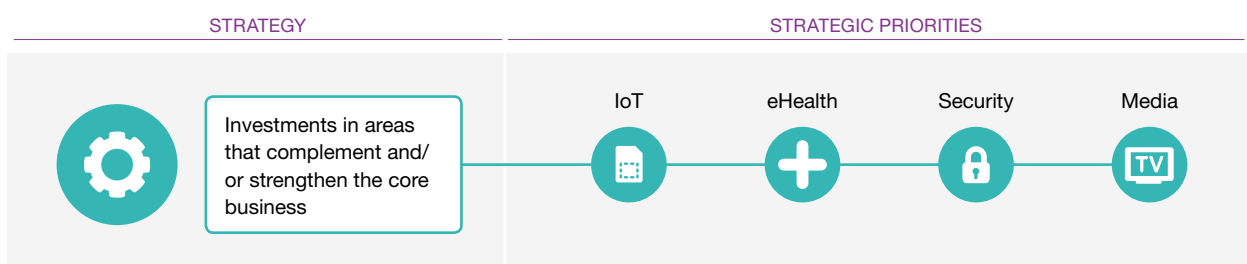 STRATEGY
STRATEGIC PRIORITIES
Investments in areas
that complement and/
or strengthen the core
business
IoT
eHealth
Security
Media
TV